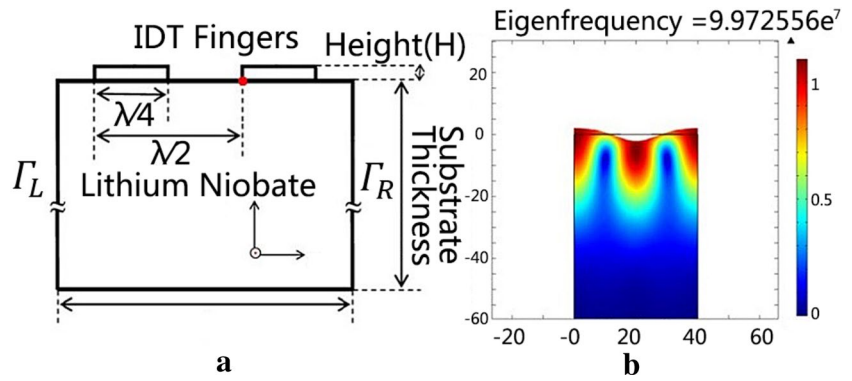 IDT Fingers
Height(H)
λ/4
λ/2
Γ_L
Lithium Niobate
Γ_R
Substrate
Thickness
a
Eigenfrequency =9.972556e⁷
20
0
-20
-40
-60
-20
-0
20
40
60
1
0.5
0
b